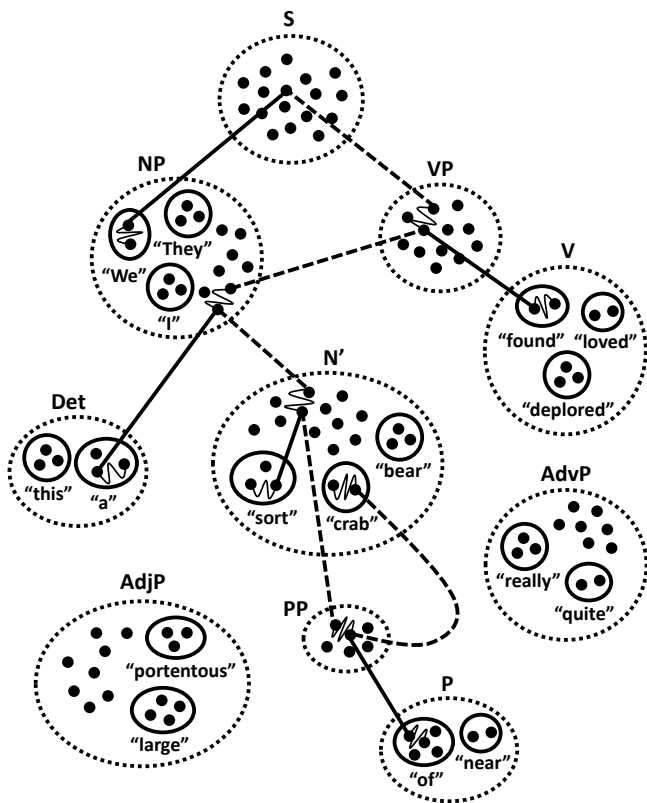 S
NP
VP
“They”
“We”
“I”
V
“found”
“loved”
“deplored”
N’
Det
“this”
“a”
“bear”
“sort”
“crab”
AdvP
“really”
“quite”
AdjP
“portentous”
“large”
PP
P
“of”
“near”